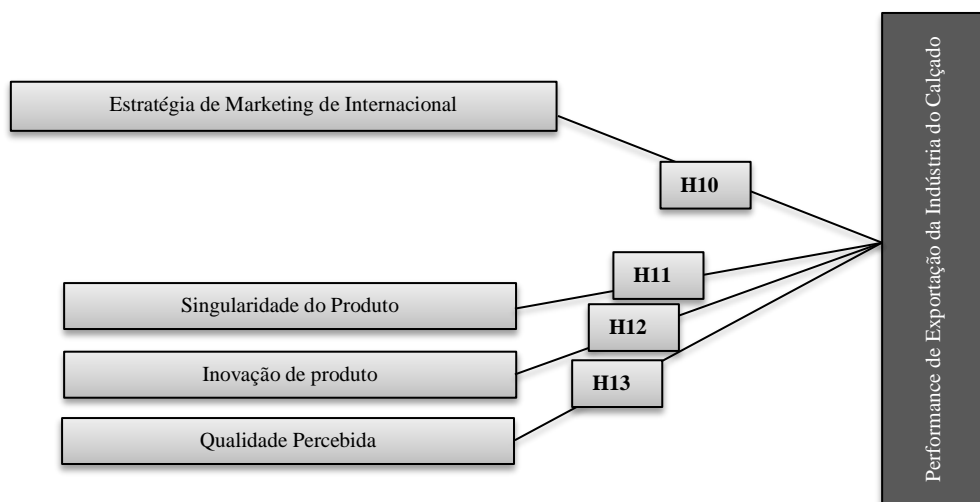 Estratégia de Marketing de Internacional
H10
H11
Singularidade do Produto
H12
Inovação de produto
H13
Qualidade Percebida
Performance de Exportação da Indústria do Calçado